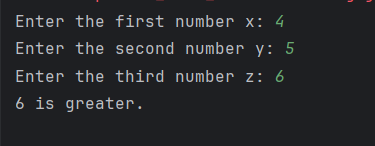 Enter the first number x: 4
Enter the second number y: 5
Enter the third number z: 6
6 is greater.